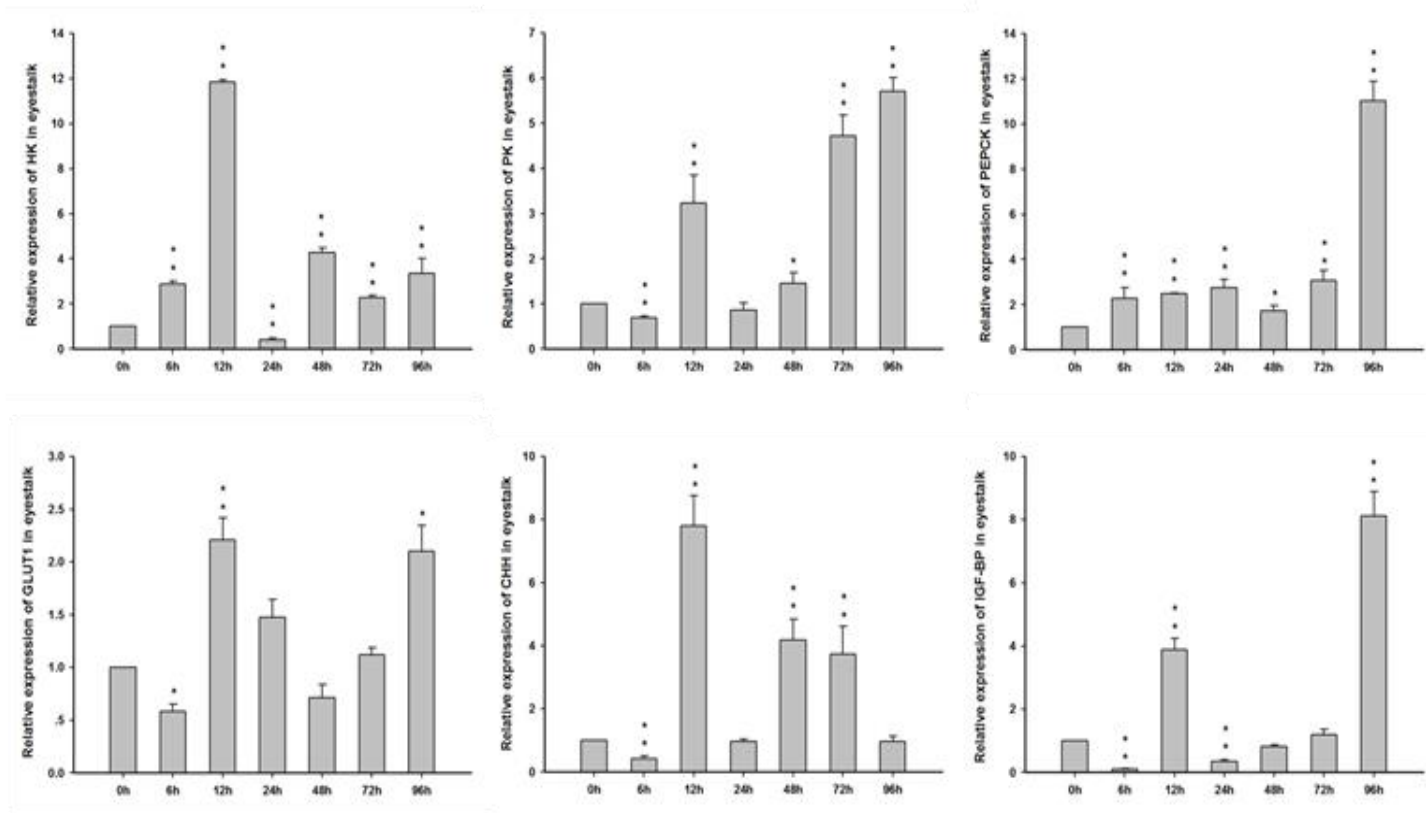 Relative expression of HK in eyestalk
14
12
10
8
6
4
2
0
* * * * * * * * * * * *
0h 6h 12h 24h 48h 72h 96h
Relative expression of PK in eyestalk
7
6
5
4
3
2
1
0
* * * * * * * * *
0h 6h 12h 24h 48h 72h 96h
Relative expression of PEPCK in eyestalk
14
12
10
8
6
4
2
0
* * * * * * * * * * *
0h 6h 12h 24h 48h 72h 96h
Relative expression of GLUT1 in eyestalk
3.0
2.5
2.0
1.5
1.0
.5
0.0
* * * *
0h 6h 12h 24h 48h 72h 96h
Relative expression of CHH in eyestalk
10
8
6
4
2
0
* * * * * * * *
0h 6h 12h 24h 48h 72h 96h
Relative expression of IGF-BP in eyestalk
10
8
6
4
2
0
* * * * * * * *
0h 6h 12h 24h 48h 72h 96h